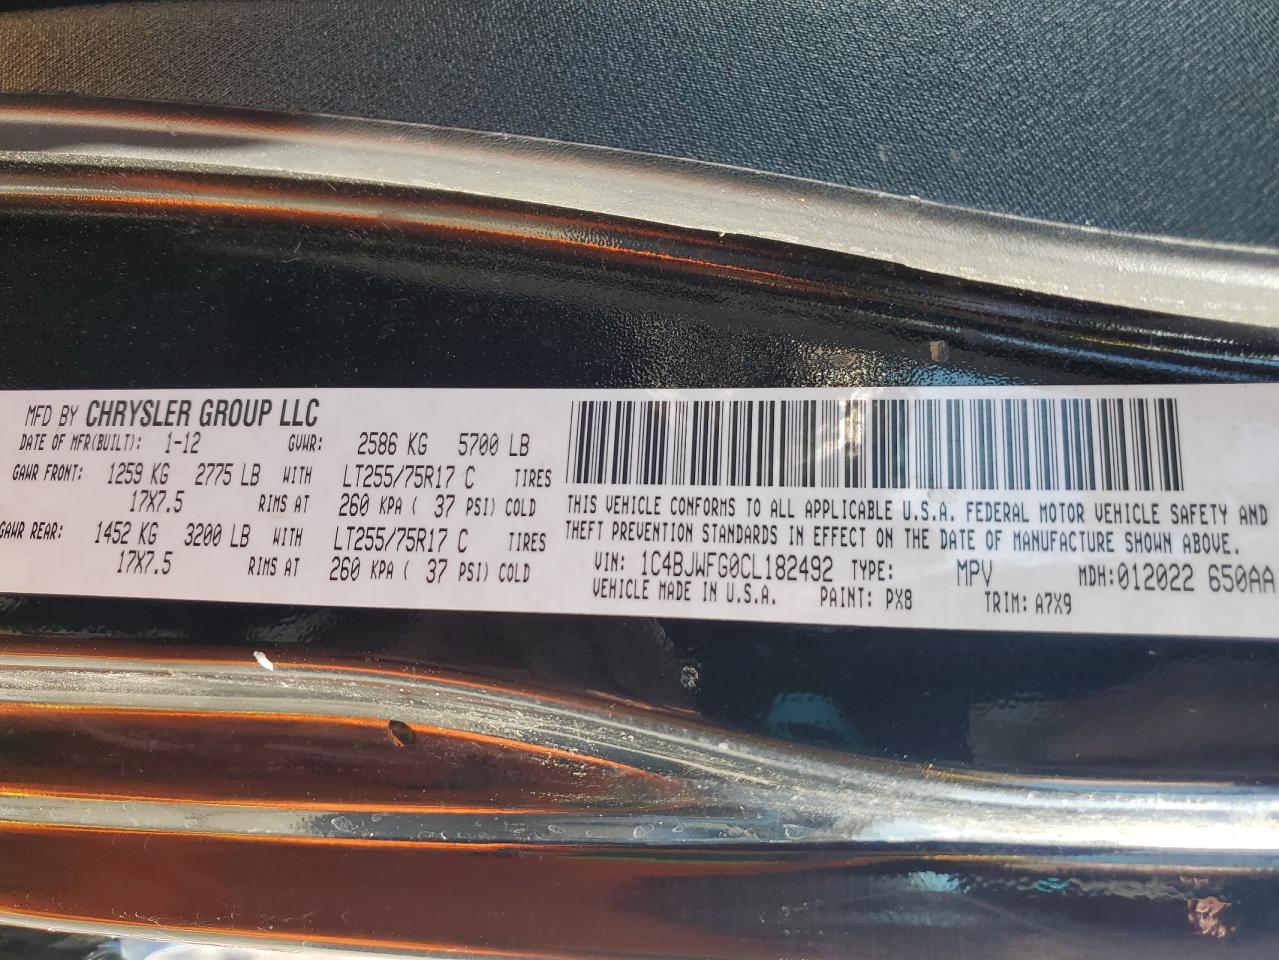 MFD BY CHRYSLER GROUP LLC
DATE OF MFR(BUILT): 1-12 GVWR: 2586 KG 5700 LB
GAWR FRONT: 1259 KG 2775 LB WITH LT255/75R17 C TIRES
17X7.5 RIMS AT 260 KPA ( 37 PSI) COLD
GAWR REAR: 1452 KG 3200 LB WITH LT255/75R17 C TIRES
17X7.5 RIMS AT 260 KPA ( 37 PSI) COLD
THIS VEHICLE CONFORMS TO ALL APPLICABLE U.S.A. FEDERAL MOTOR VEHICLE SAFETY AND
THEFT PREVENTION STANDARDS IN EFFECT ON THE DATE OF MANUFACTURE SHOWN ABOVE.
VIN: 1C4BJWFG0CL182492 TYPE: MPV MDH:012022 650AA
VEHICLE MADE IN U.S.A. PAINT: PX8 TRIM: A7X9